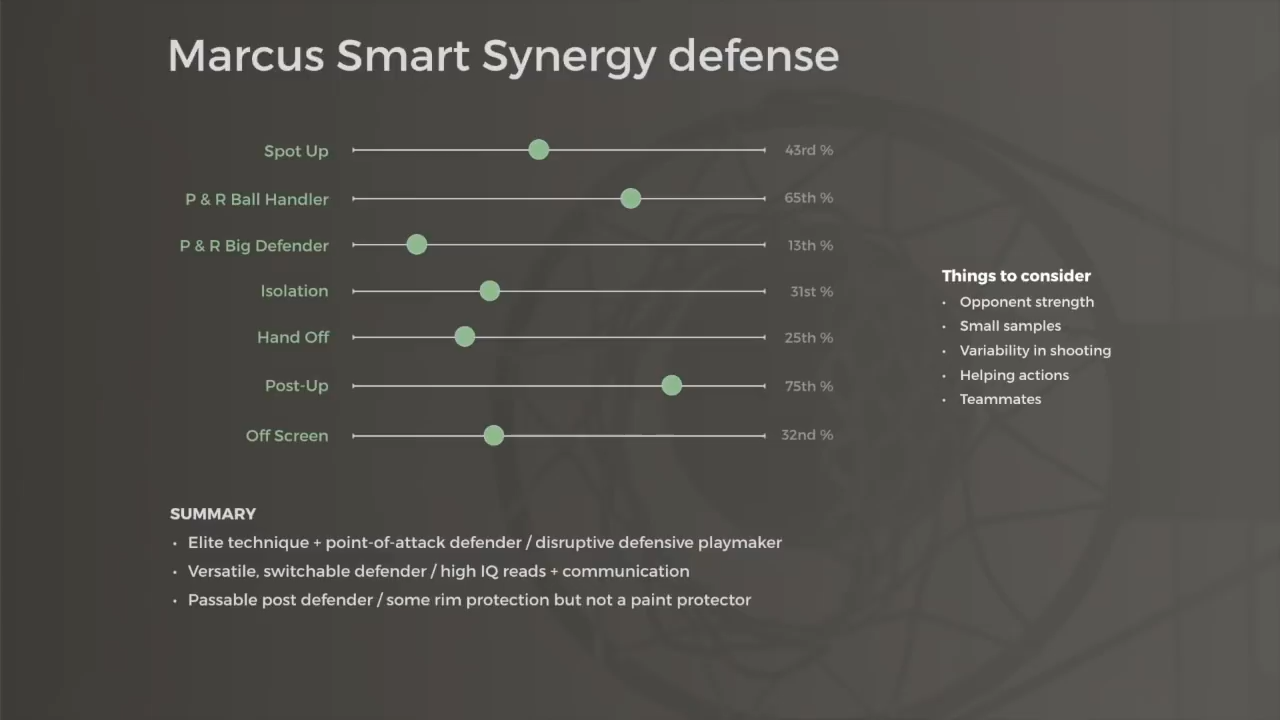 Marcus Smart Synergy defense
Spot Up 43rd %
P & R Ball Handler 65th %
P & R Big Defender 13th %
Isolation 31st %
Hand Off 25th %
Post-Up 75th %
Off Screen 32nd %
Things to consider
• Opponent strength
• Small samples
• Variability in shooting
• Helping actions
• Teammates
SUMMARY
• Elite technique + point-of-attack defender / disruptive defensive playmaker
• Versatile, switchable defender / high IQ reads + communication
• Passable post defender / some rim protection but not a paint protector